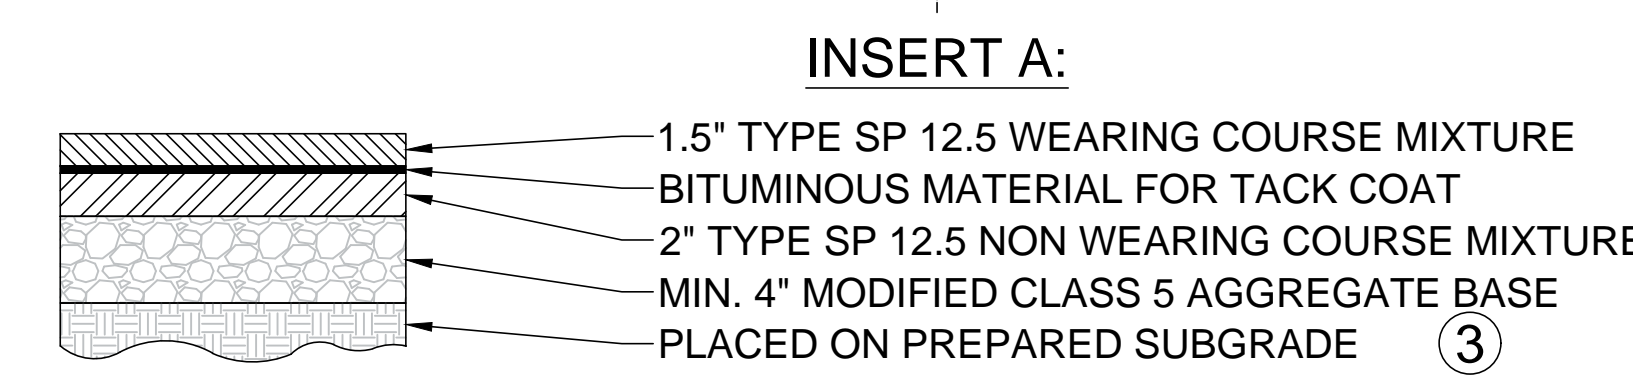 INSERT A:
1.5" TYPE SP 12.5 WEARING COURSE MIXTURE
BITUMINOUS MATERIAL FOR TACK COAT
2" TYPE SP 12.5 NON WEARING COURSE MIXTURE
MIN. 4" MODIFIED CLASS 5 AGGREGATE BASE
PLACED ON PREPARED SUBGRADE 3